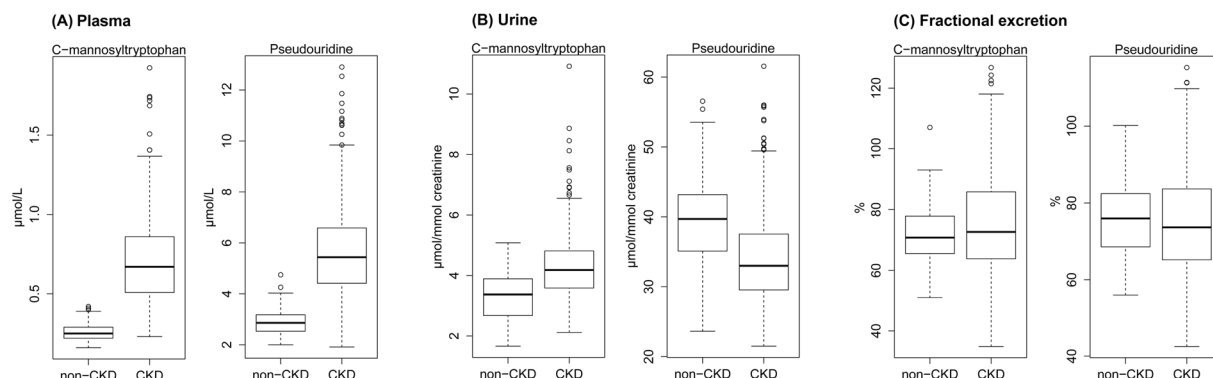 (A) Plasma
C−mannosyltryptophan
Pseudouridine
µmol/L
1.5
1.0
0.5
non−CKD CKD
µmol/L
12
10
8
6
4
2
non−CKD CKD
(B) Urine
C−mannosyltryptophan
Pseudouridine
µmol/mmol creatinine
10
8
6
4
2
non−CKD CKD
µmol/mmol creatinine
60
50
40
30
20
non−CKD CKD
(C) Fractional excretion
C−mannosyltryptophan
Pseudouridine
%
120
100
80
60
40
non−CKD CKD
%
100
80
60
40
non−CKD CKD